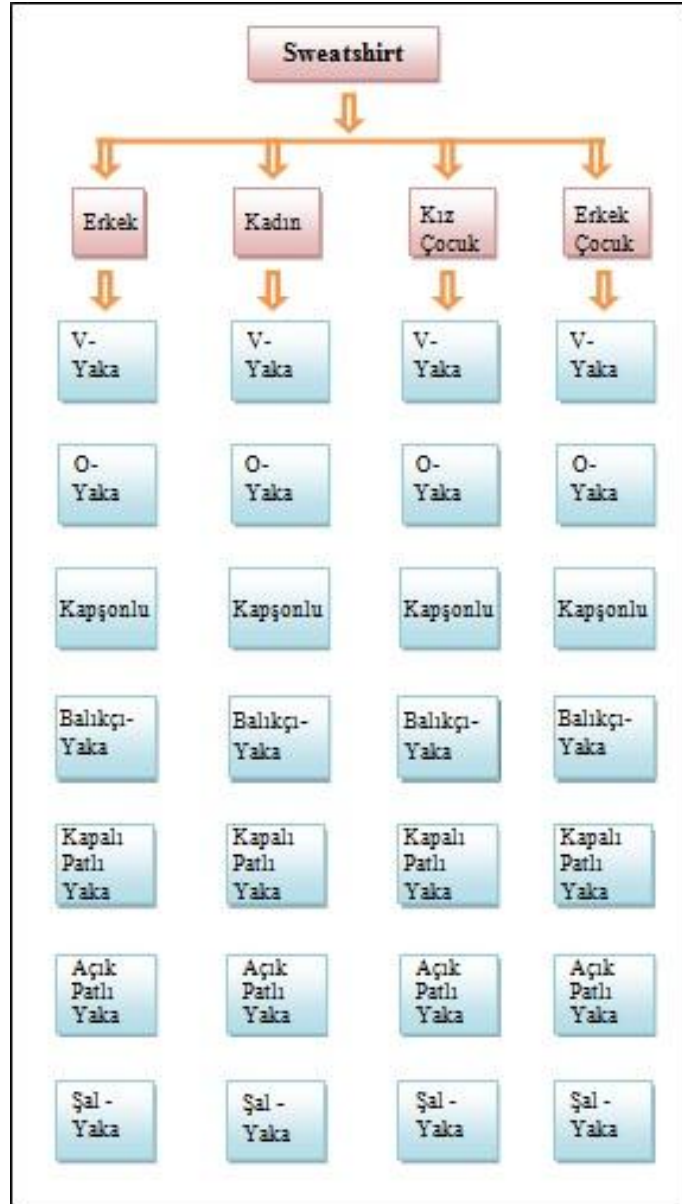 Sweatshirt
Erkek
Kadın
Kız
Çocuk
Erkek
Çocuk
V-
Yaka
V-
Yaka
V-
Yaka
V-
Yaka
O-
Yaka
O-
Yaka
O-
Yaka
O-
Yaka
Kapşonlu
Kapşonlu
Kapşonlu
Kapşonlu
Balıkçı-
Yaka
Balıkçı-
Yaka
Balıkçı-
Yaka
Balıkçı-
Yaka
Kapalı
Patlı
Yaka
Kapalı
Patlı
Yaka
Kapalı
Patlı
Yaka
Kapalı
Patlı
Yaka
Açık
Patlı
Yaka
Açık
Patlı
Yaka
Açık
Patlı
Yaka
Açık
Patlı
Yaka
Şal -
Yaka
Şal -
Yaka
Şal -
Yaka
Şal -
Yaka